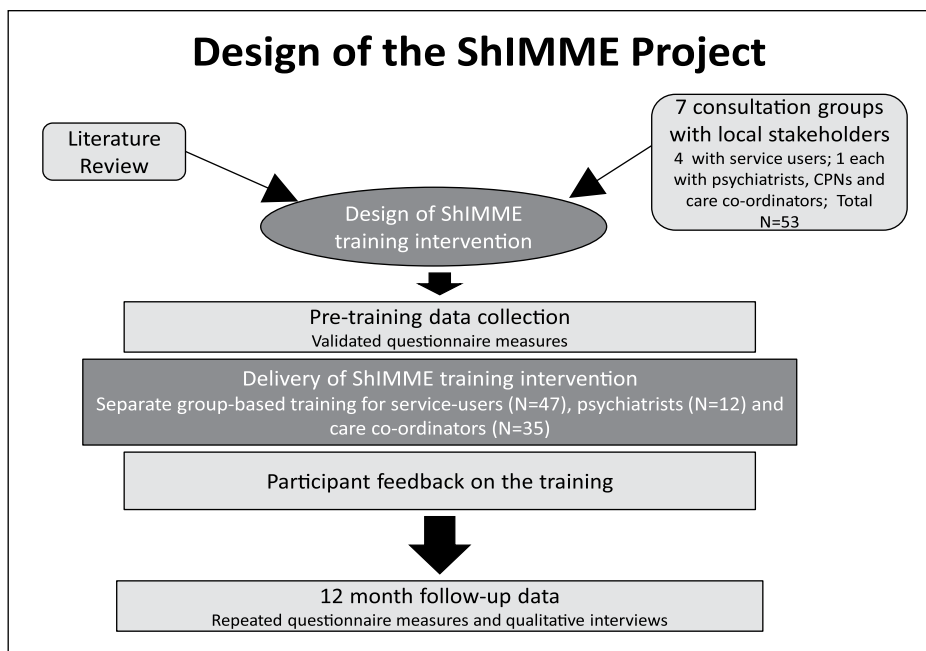 Design of the ShIMME Project
Literature
Review
7 consultation groups
with local stakeholders
4 with service users; 1 each
with psychiatrists, CPNs and
care co-ordinators; Total
N=53
Design of ShIMME
training intervention
Pre-training data collection
Validated questionnaire measures
Delivery of ShIMME training intervention
Separate group-based training for service-users (N=47), psychiatrists (N=12) and
care co-ordinators (N=35)
Participant feedback on the training
12 month follow-up data
Repeated questionnaire measures and qualitative interviews